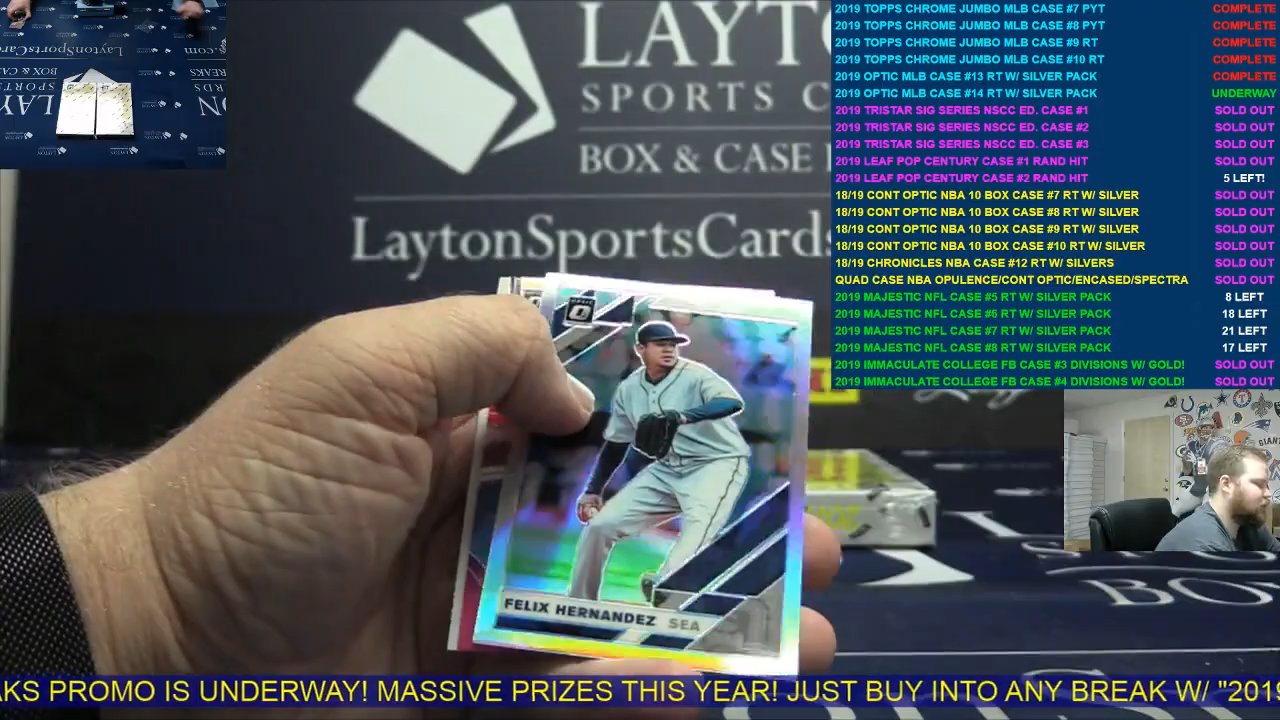 LAYTO
SPORTS C
BOX & CASE
LaytonSportsCards
2019 TOPPS CHROME JUMBO MLB CASE #7 PYT COMPLETE
2019 TOPPS CHROME JUMBO MLB CASE #8 PYT COMPLETE
2019 TOPPS CHROME JUMBO MLB CASE #9 RT COMPLETE
2019 TOPPS CHROME JUMBO MLB CASE #10 RT COMPLETE
2019 OPTIC MLB CASE #13 RT W/ SILVER PACK COMPLETE
2019 OPTIC MLB CASE #14 RT W/ SILVER PACK UNDERWAY
2019 TRISTAR SIG SERIES NSCC ED. CASE #1 SOLD OUT
2019 TRISTAR SIG SERIES NSCC ED. CASE #2 SOLD OUT
2019 TRISTAR SIG SERIES NSCC ED. CASE #3 SOLD OUT
2019 LEAF POP CENTURY CASE #1 RAND HIT SOLD OUT
2019 LEAF POP CENTURY CASE #2 RAND HIT 5 LEFT!
18/19 CONT OPTIC NBA 10 BOX CASE #7 RT W/ SILVER SOLD OUT
18/19 CONT OPTIC NBA 10 BOX CASE #8 RT W/ SILVER SOLD OUT
18/19 CONT OPTIC NBA 10 BOX CASE #9 RT W/ SILVER SOLD OUT
18/19 CONT OPTIC NBA 10 BOX CASE #10 RT W/ SILVER SOLD OUT
18/19 CHRONICLES NBA CASE #12 RT W/ SILVERS SOLD OUT
QUAD CASE NBA OPULENCE/CONT OPTIC/ENCASED/SPECTRA SOLD OUT
2019 MAJESTIC NFL CASE #5 RT W/ SILVER PACK 8 LEFT
2019 MAJESTIC NFL CASE #6 RT W/ SILVER PACK 18 LEFT
2019 MAJESTIC NFL CASE #7 RT W/ SILVER PACK 21 LEFT
2019 MAJESTIC NFL CASE #8 RT W/ SILVER PACK 17 LEFT
2019 IMMACULATE COLLEGE FB CASE #3 DIVISIONS W/ GOLD! SOLD OUT
2019 IMMACULATE COLLEGE FB CASE #4 DIVISIONS W/ GOLD! SOLD OUT
FELIX HERNANDEZ SEA
AKS PROMO IS UNDERWAY! MASSIVE PRIZES THIS YEAR! JUST BUY INTO ANY BREAK W/ "2019